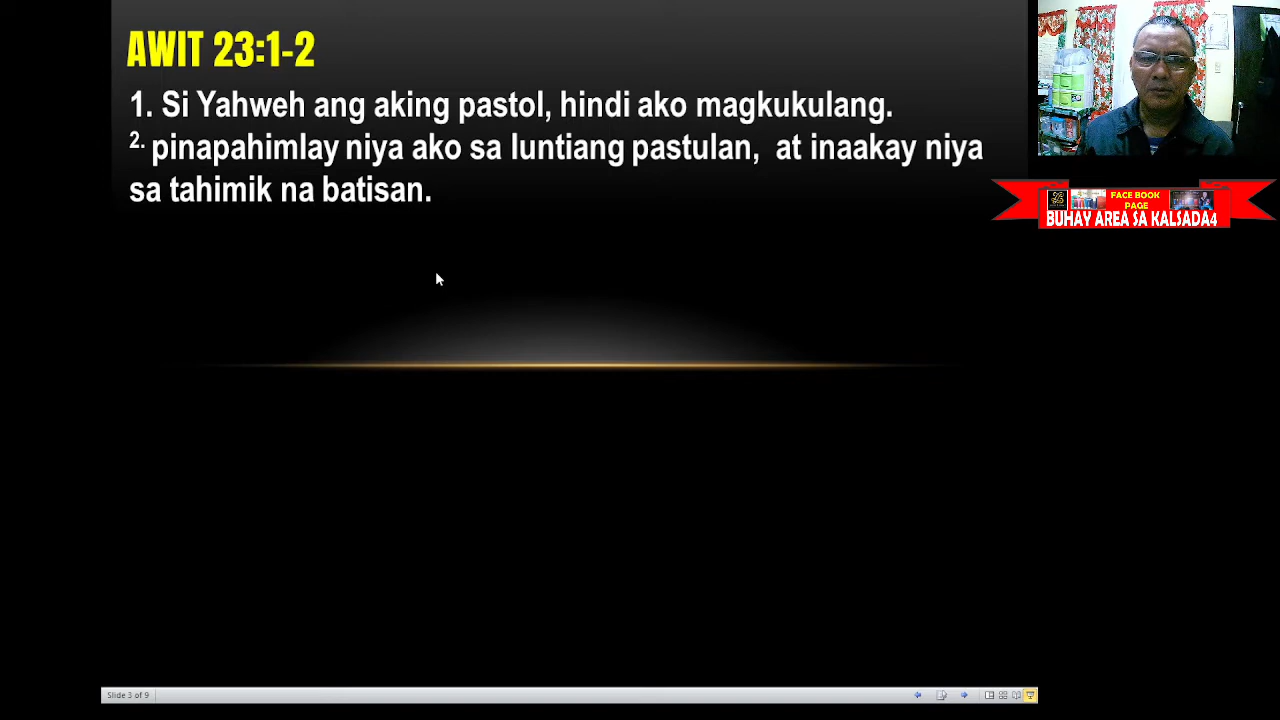 AWIT 23:1-2
1. Si Yahweh ang aking pastol, hindi ako magkukulang.
2. pinapahimlay niya ako sa luntiang pastulan, at inaakay niya
sa tahimik na batisan.
FACE BOOK
PAGE
BUHAY AREA SA KALSADA4
Slide 3 of 9